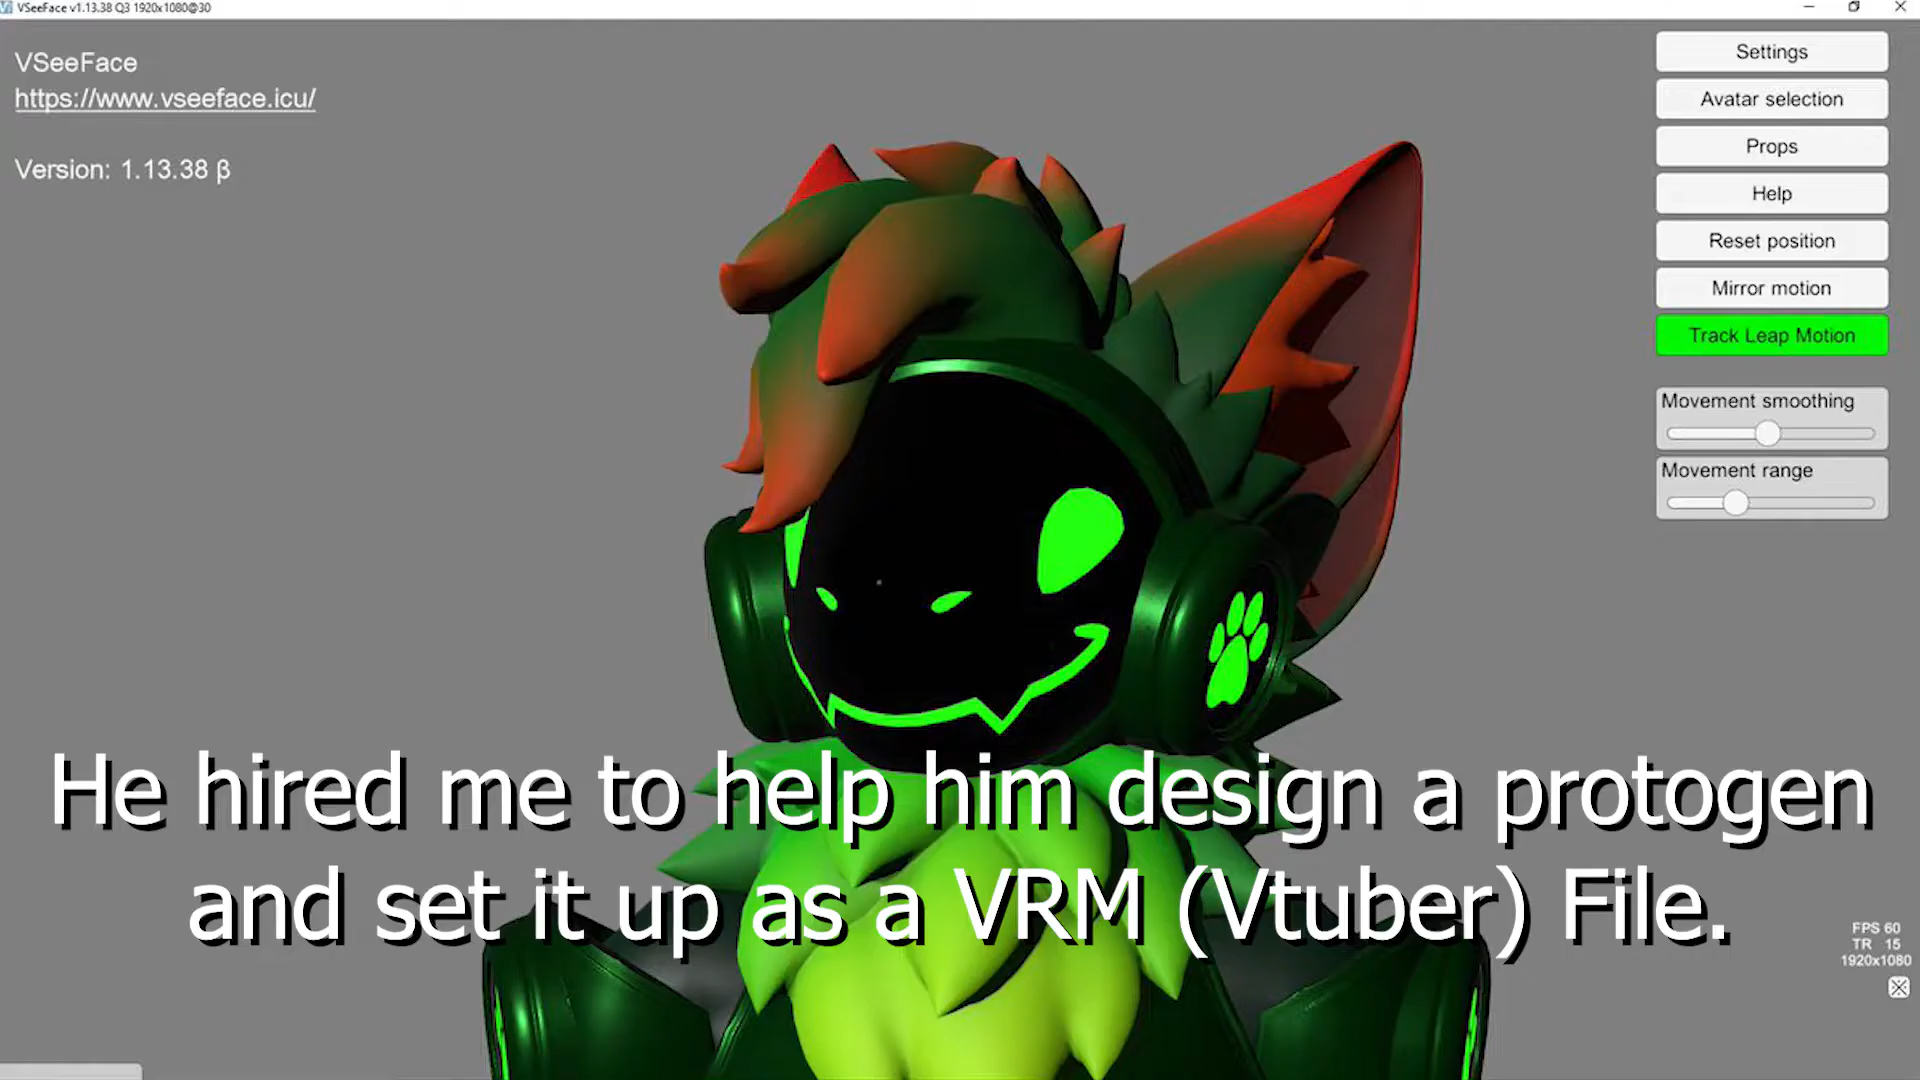 VSeeFace v1.13.38 Q3 1920x1080@30
VSeeFace
https://www.vseeface.icu/
Version: 1.13.38 β
Settings
Avatar selection
Props
Help
Reset position
Mirror motion
Track Leap Motion
Movement smoothing
Movement range
He hired me to help him design a protogen
and set it up as a VRM (Vtuber) File.
FPS 60
TR 15
1920x1080